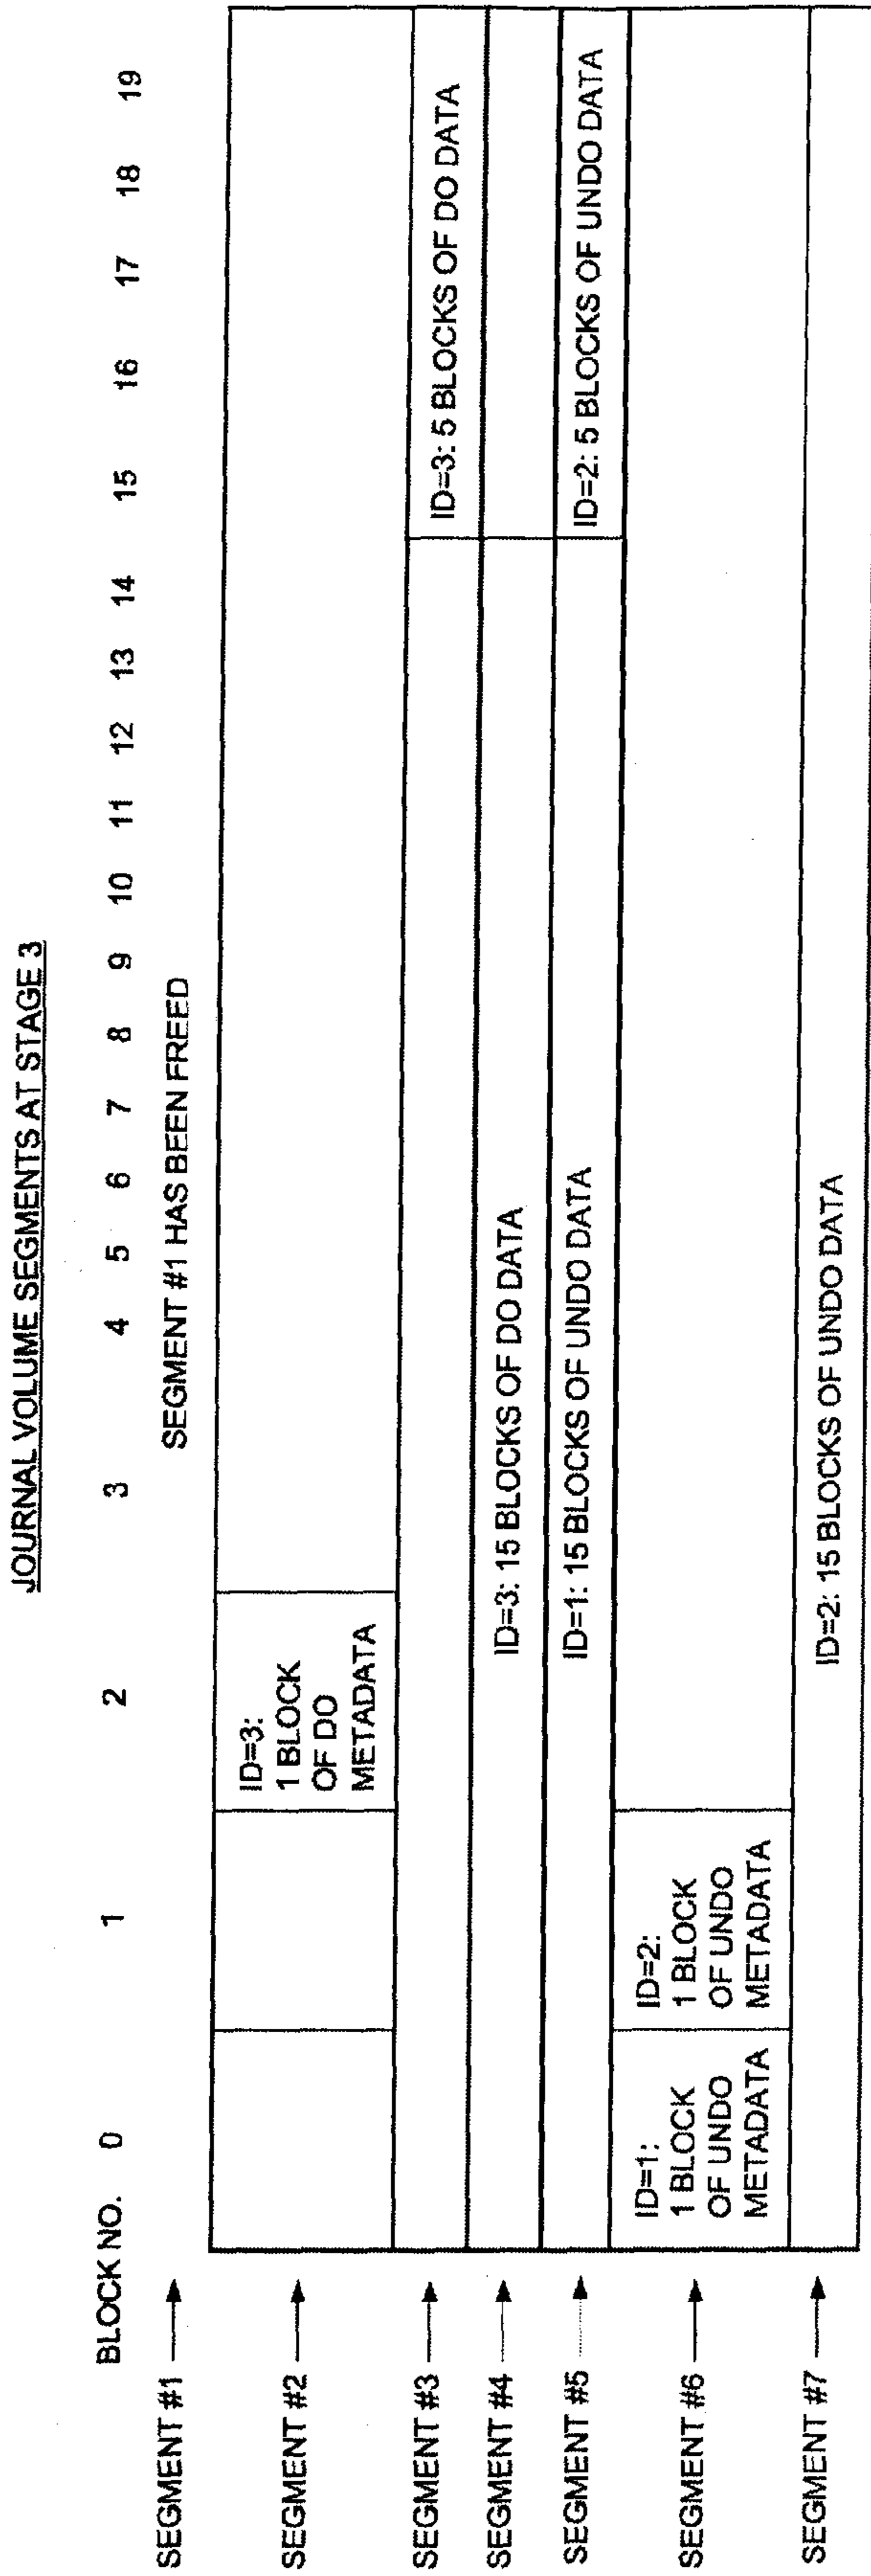 JOURNAL VOLUME SEGMENTS AT STAGE 3
BLOCK NO. 0 1 2 3 4 5 6 7 8 9 10 11 12 13 14 15 16 17 18 19
SEGMENT #1
SEGMENT #1 HAS BEEN FREED
SEGMENT #2
ID=3:
1 BLOCK
OF DO
METADATA
SEGMENT #3
ID=3: 5 BLOCKS OF DO DATA
SEGMENT #4
ID=3: 15 BLOCKS OF DO DATA
SEGMENT #5
ID=1: 15 BLOCKS OF UNDO DATA
ID=2: 5 BLOCKS OF UNDO DATA
SEGMENT #6
ID=1:
1 BLOCK
OF UNDO
METADATA
ID=2:
1 BLOCK
OF UNDO
METADATA
SEGMENT #7
ID=2: 15 BLOCKS OF UNDO DATA